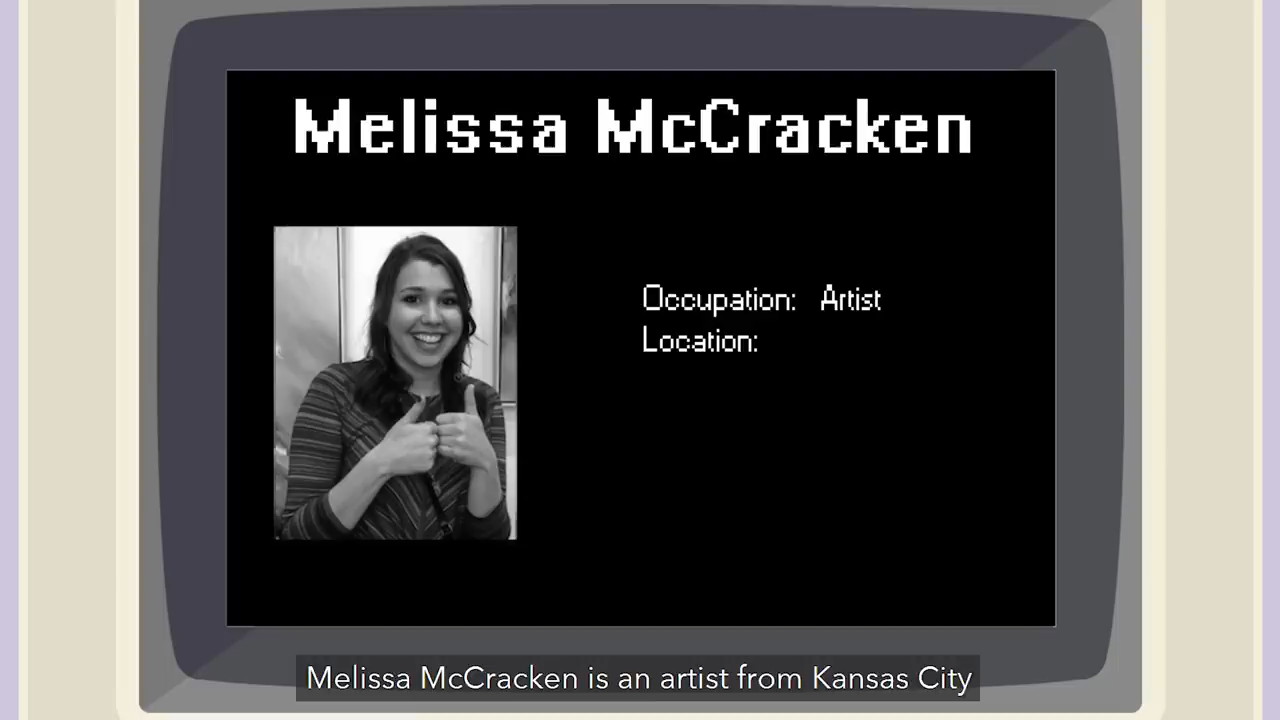 Melissa McCracken
Occupation: Artist
Location:
Melissa McCracken is an artist from Kansas City